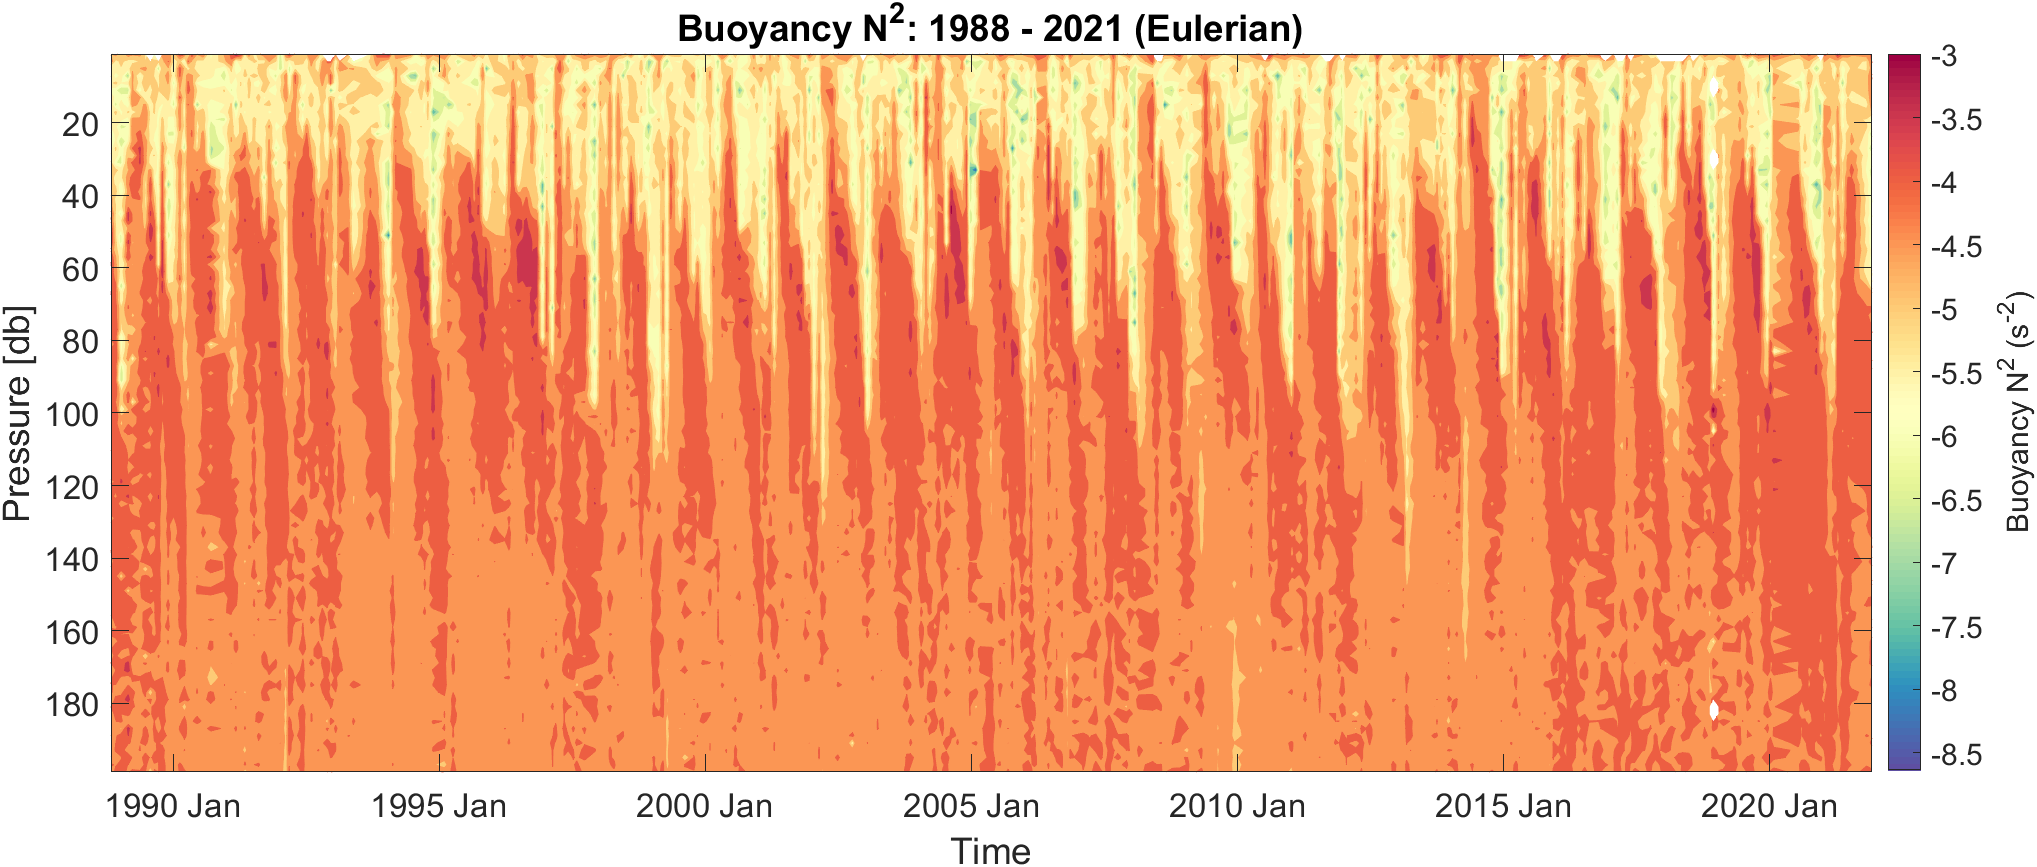 Buoyancy N²: 1988 - 2021 (Eulerian)
Pressure [db]
20
40
60
80
100
120
140
160
180
1990 Jan
1995 Jan
2000 Jan
2005 Jan
2010 Jan
2015 Jan
2020 Jan
Time
-3
-3.5
-4
-4.5
-5
-5.5
-6
-6.5
-7
-7.5
-8
-8.5
Buoyancy N² (s⁻²)